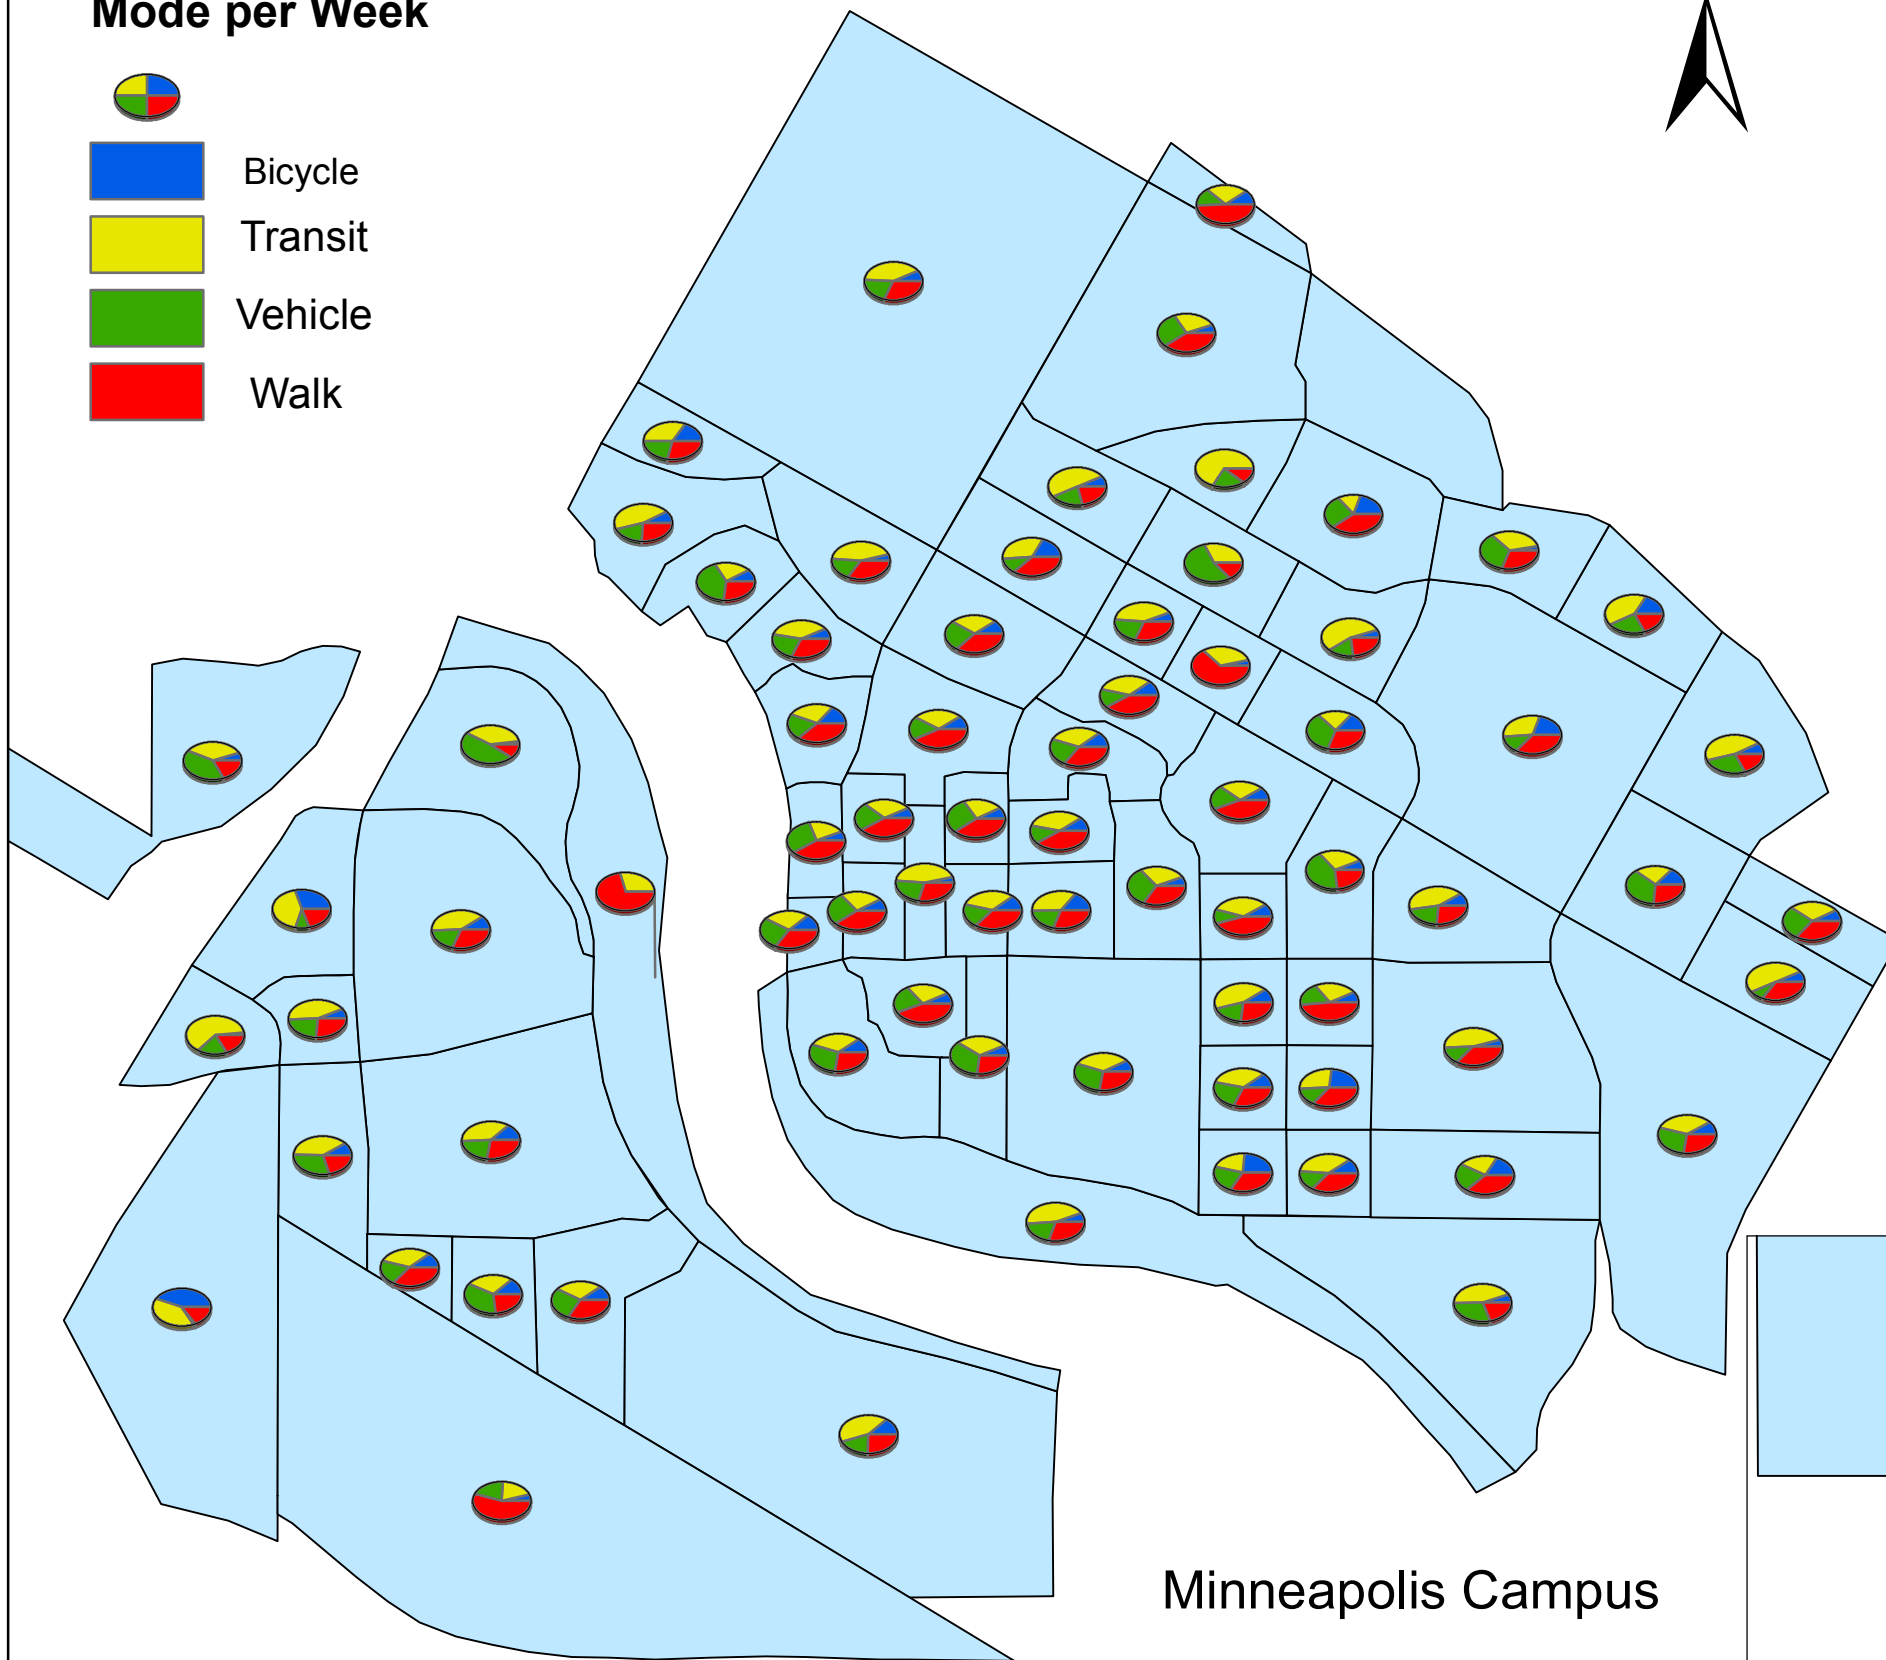 Mode per Week
Bicycle
Transit
Vehicle
Walk
Minneapolis Campus